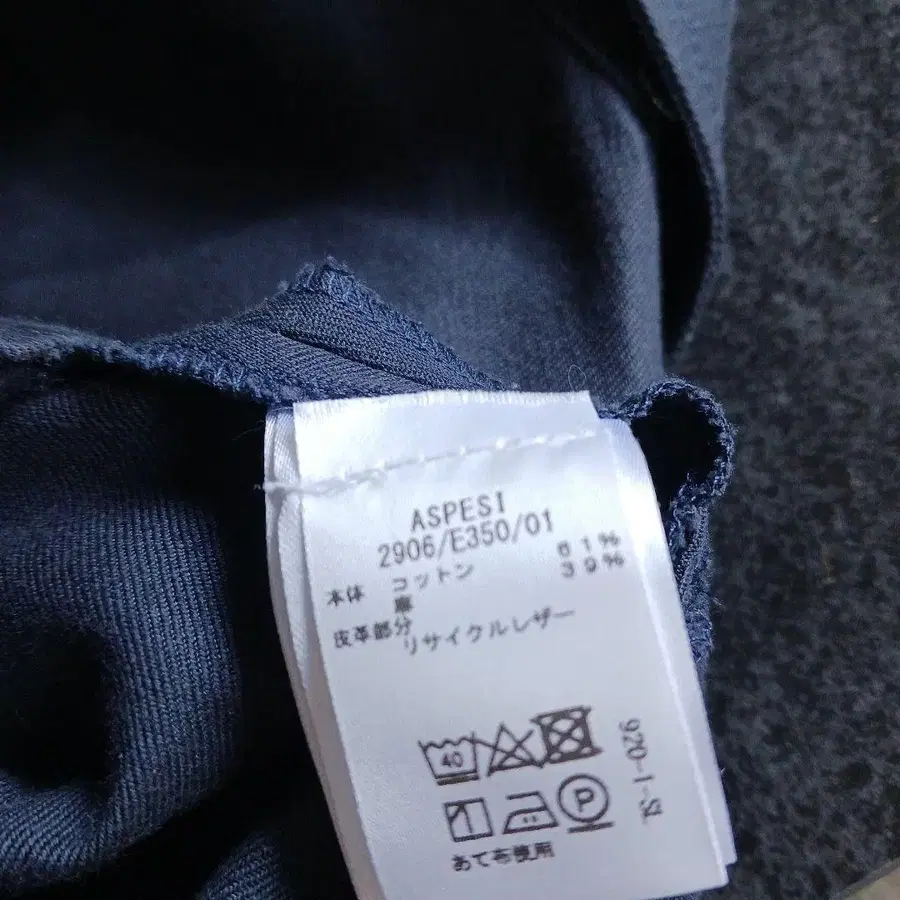 ASPESI
2906/E350/01
本体 コットン 61%
麻 39%
皮革部分 リサイクルレザー
40
P
あて布使用
920-1-SL